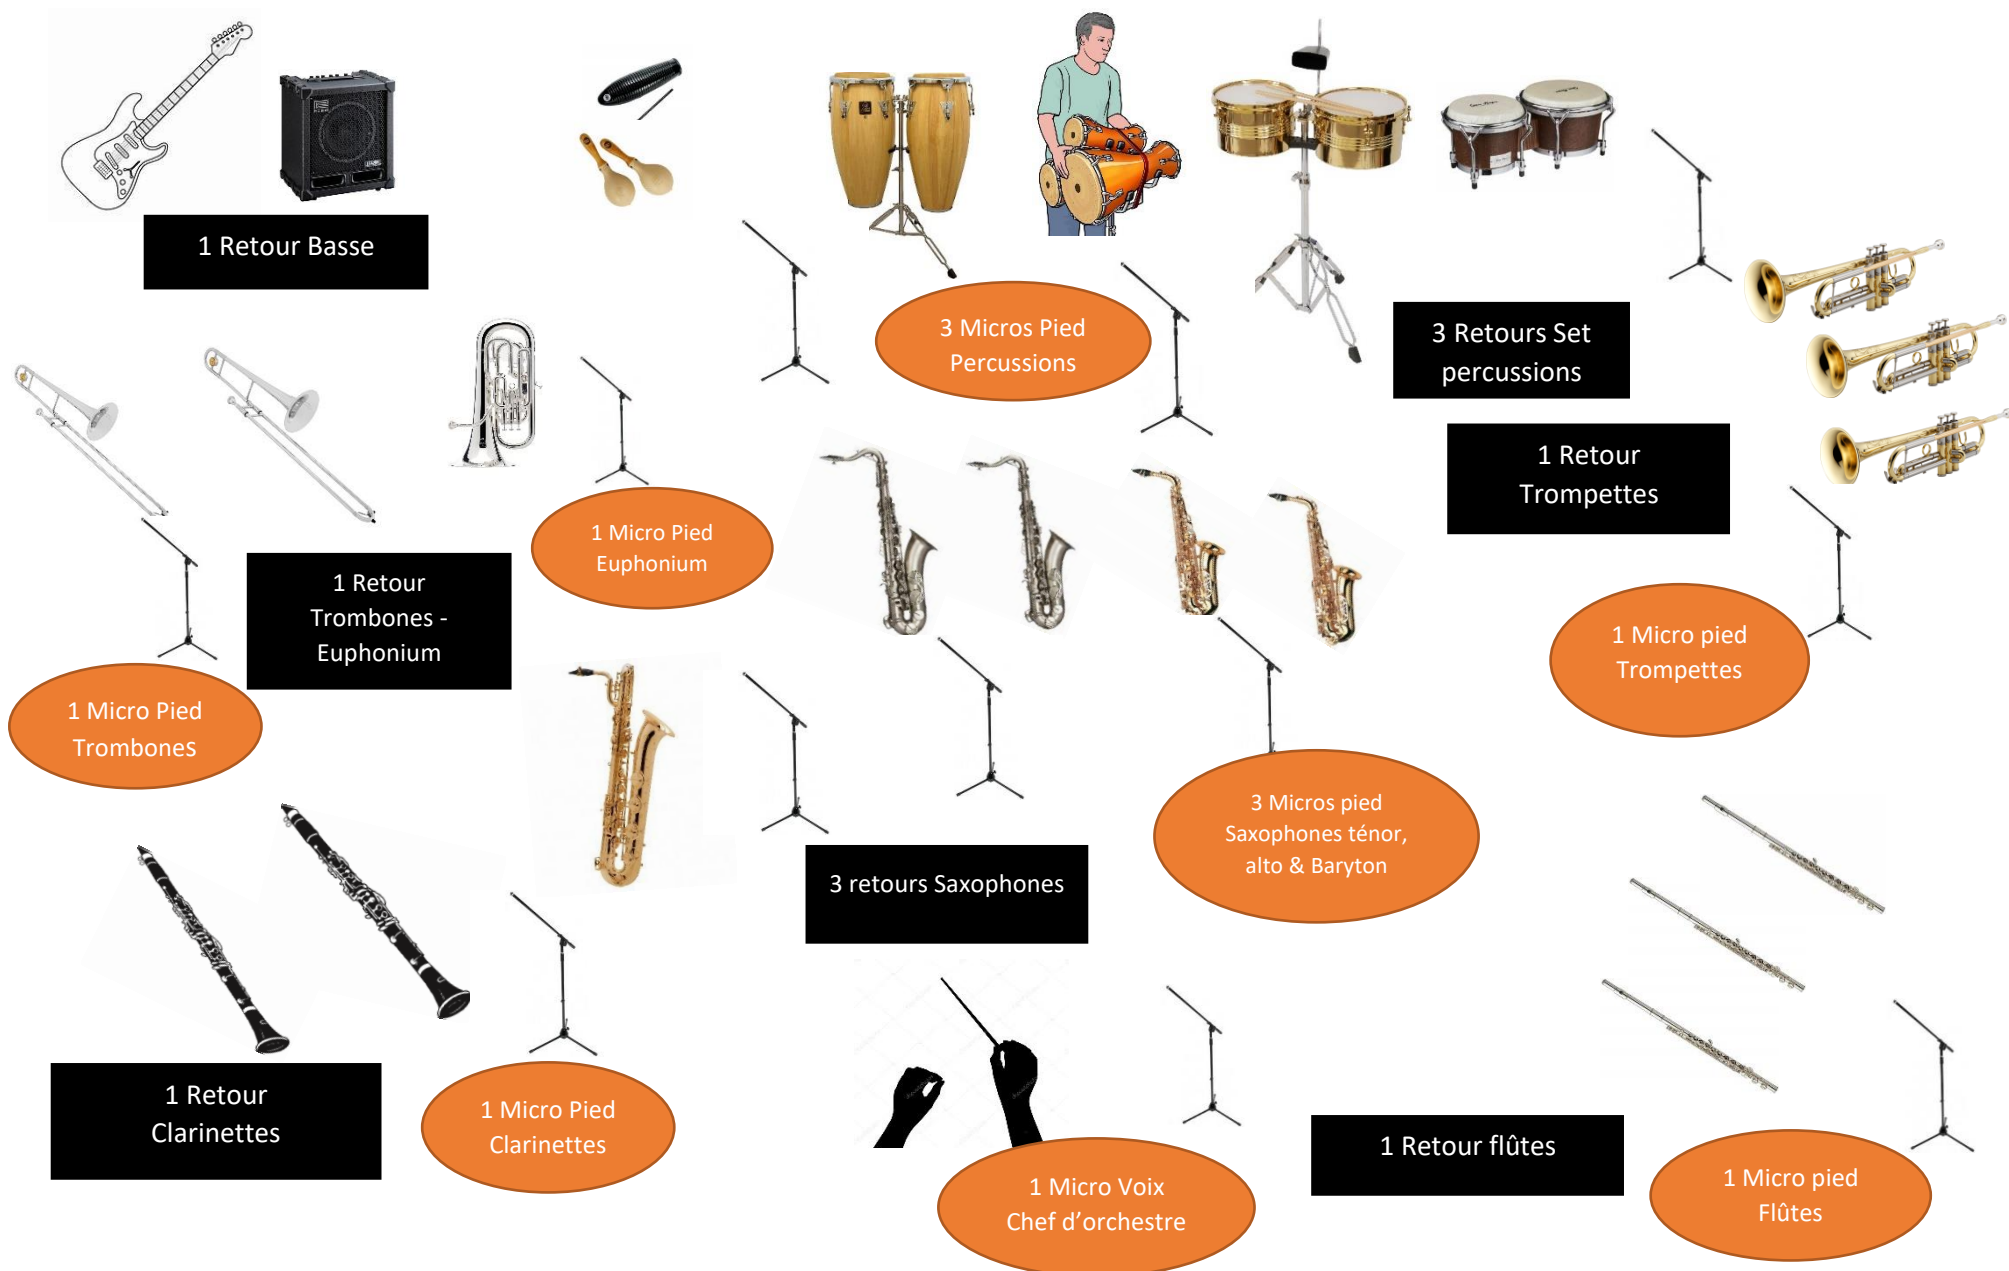 1 Retour Basse
3 Micros Pied
Percussions
3 Retours Set
percussions
1 Retour
Trompettes
1 Micro Pied
Euphonium
1 Retour
Trombones -
Euphonium
1 Micro pied
Trompettes
1 Micro Pied
Trombones
3 Micros pied
Saxophones ténor,
alto & Baryton
3 retours Saxophones
1 Retour
Clarinettes
1 Micro Pied
Clarinettes
1 Retour flûtes
1 Micro Voix
Chef d’orchestre
1 Micro pied
Flûtes